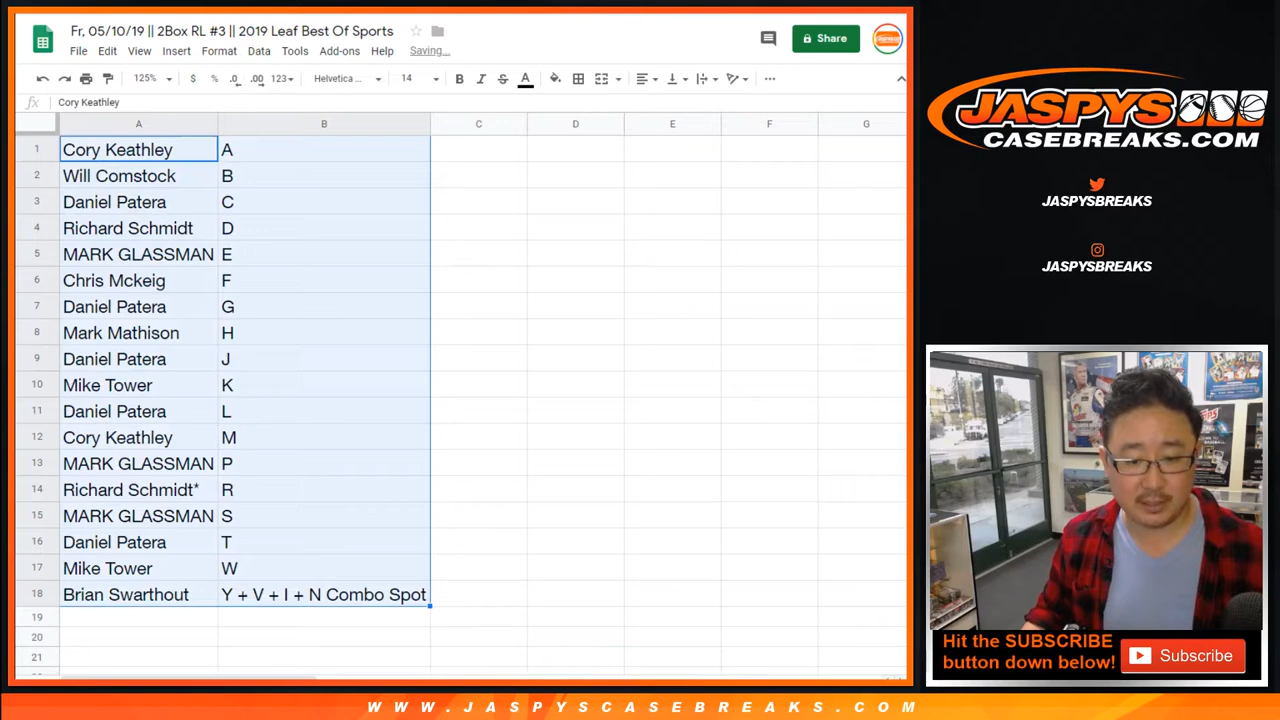 Fr, 05/10/19 || 2Box RL #3 || 2019 Leaf Best Of Sports
File Edit View Insert Format Data Tools Add-ons Help Saving...
Share
125% $ % .0 .00 123 Helvetica ... 14 B I S A
fx Cory Keathley
A B C D E F G
1 Cory Keathley A
2 Will Comstock B
3 Daniel Patera C
4 Richard Schmidt D
5 MARK GLASSMAN E
6 Chris Mckeig F
7 Daniel Patera G
8 Mark Mathison H
9 Daniel Patera J
10 Mike Tower K
11 Daniel Patera L
12 Cory Keathley M
13 MARK GLASSMAN P
14 Richard Schmidt* R
15 MARK GLASSMAN S
16 Daniel Patera T
17 Mike Tower W
18 Brian Swarthout Y + V + I + N Combo Spot
19
20
21
JASPYS
CASEBREAKS.COM
JASPYSBREAKS
JASPYSBREAKS
Hit the SUBSCRIBE
button down below!
Subscribe
WWW.JASPYSCASEBREAKS.COM